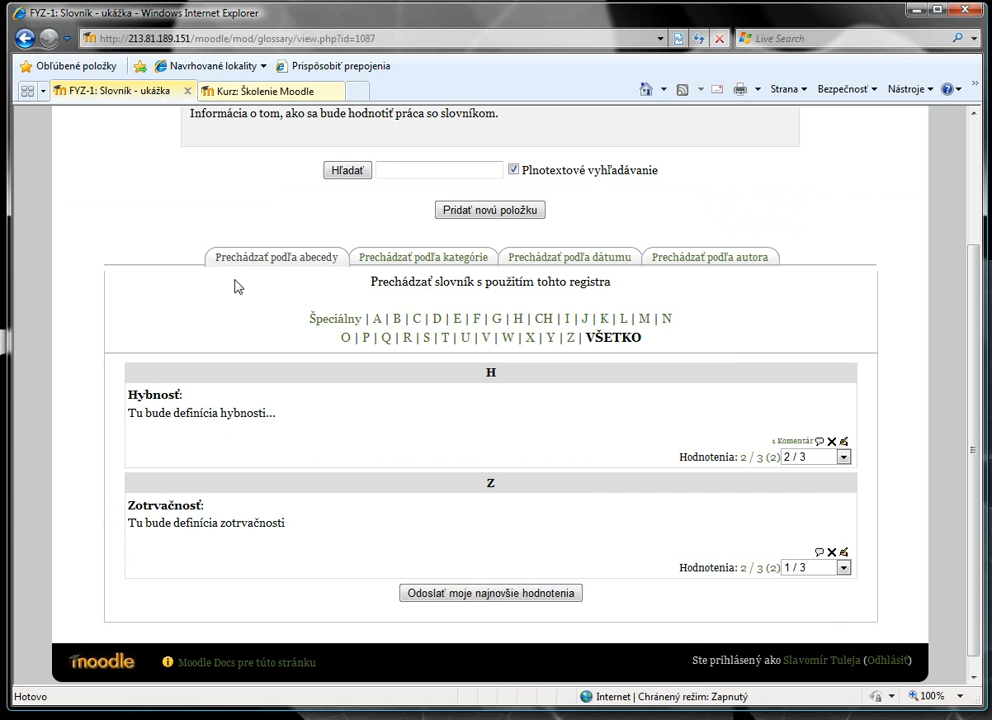 FYZ-1: Slovník - ukážka - Windows Internet Explorer
http://213.81.189.151/moodle/mod/glossary/view.php?id=1087
Live Search
Obľúbené položky
Navrhované lokality
Prispôsobiť prepojenia
FYZ-1: Slovník - ukážka
Kurz: Školenie Moodle
Strana
Bezpečnosť
Nástroje
Informácia o tom, ako sa bude hodnotiť práca so slovníkom.
Hľadať
Plnotextové vyhľadávanie
Pridať novú položku
Prechádzať podľa abecedy
Prechádzať podľa kategórie
Prechádzať podľa dátumu
Prechádzať podľa autora
Prechádzať slovník s použitím tohto registra
Špeciálny | A | B | C | D | E | F | G | H | CH | I | J | K | L | M | N
O | P | Q | R | S | T | U | V | W | X | Y | Z | VŠETKO
H
Hybnosť:
Tu bude definícia hybnosti...
1 Komentár
Hodnotenia: 2 / 3 (2) 2 / 3
Z
Zotrvačnosť:
Tu bude definícia zotrvačnosti
Hodnotenia: 2 / 3 (2) 1 / 3
Odoslať moje najnovšie hodnotenia
moodle
Moodle Docs pre túto stránku
Ste prihlásený ako Slavomír Tuleja (Odhlásiť)
Hotovo
Internet | Chránený režim: Zapnutý
100%